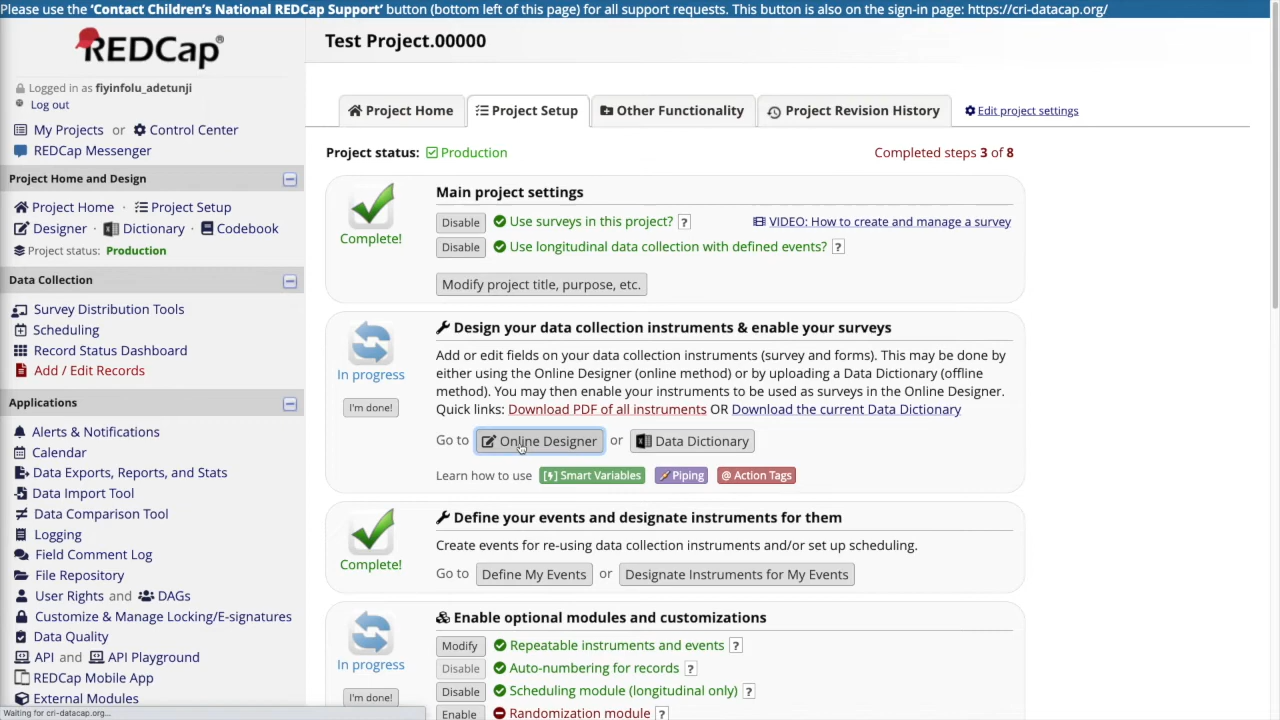 Please use the ‘Contact Children’s National REDCap Support’ button (bottom left of this page) for all support requests. This button is also on the sign-in page: https://cri-datacap.org/
REDCap
Logged in as fiyinfolu_adetunji
Log out
My Projects or Control Center
REDCap Messenger
Project Home and Design
Project Home · Project Setup
Designer · Dictionary · Codebook
Project status: Production
Data Collection
Survey Distribution Tools
Scheduling
Record Status Dashboard
Add / Edit Records
Applications
Alerts & Notifications
Calendar
Data Exports, Reports, and Stats
Data Import Tool
Data Comparison Tool
Logging
Field Comment Log
File Repository
User Rights and DAGs
Customize & Manage Locking/E-signatures
Data Quality
API and API Playground
REDCap Mobile App
External Modules
Waiting for cri-datacap.org...
Test Project.00000
Project Home Project Setup Other Functionality Project Revision History Edit project settings
Project status: Production Completed steps 3 of 8
Main project settings
Complete!
Disable Use surveys in this project? ? VIDEO: How to create and manage a survey
Disable Use longitudinal data collection with defined events? ?
Modify project title, purpose, etc.
Design your data collection instruments & enable your surveys
In progress
I'm done!
Add or edit fields on your data collection instruments (survey and forms). This may be done by
either using the Online Designer (online method) or by uploading a Data Dictionary (offline
method). You may then enable your instruments to be used as surveys in the Online Designer.
Quick links: Download PDF of all instruments OR Download the current Data Dictionary
Go to Online Designer or Data Dictionary
Learn how to use Smart Variables Piping @ Action Tags
Define your events and designate instruments for them
Complete!
Create events for re-using data collection instruments and/or set up scheduling.
Go to Define My Events or Designate Instruments for My Events
Enable optional modules and customizations
In progress
I'm done!
Modify Repeatable instruments and events ?
Disable Auto-numbering for records ?
Disable Scheduling module (longitudinal only) ?
Enable Randomization module ?